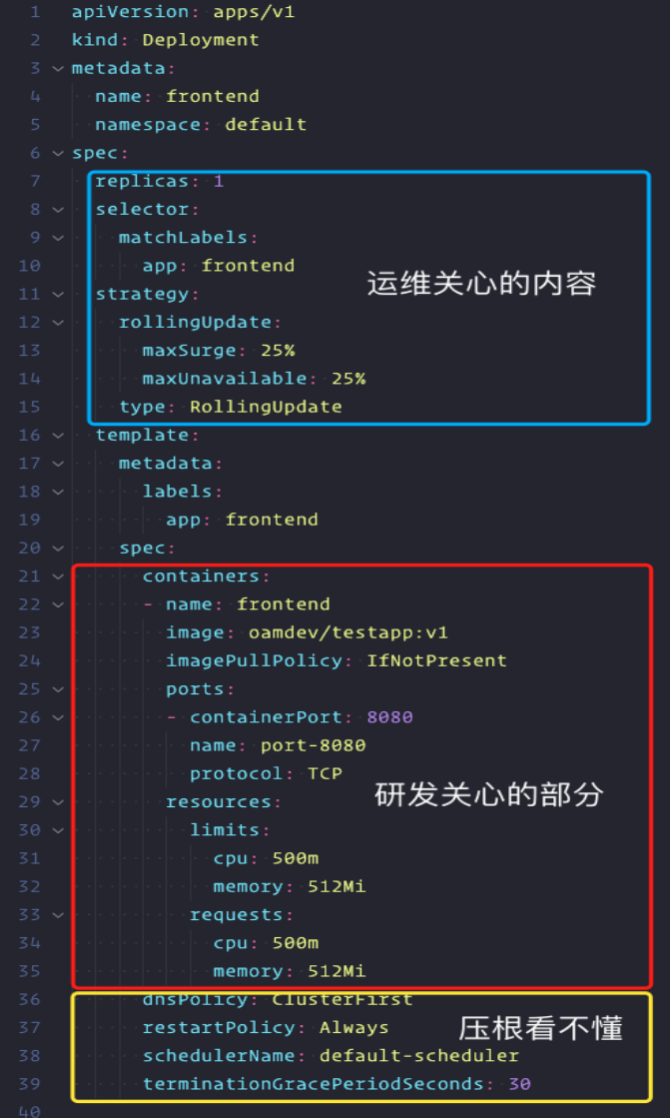 1 apiVersion: apps/v1
2 kind: Deployment
3 metadata:
4 name: frontend
5 namespace: default
6 spec:
7 replicas: 1
8 selector:
9 matchLabels:
10 app: frontend
运维关心的内容
11 strategy:
12 rollingUpdate:
13 maxSurge: 25%
14 maxUnavailable: 25%
15 type: RollingUpdate
16 template:
17 metadata:
18 labels:
19 app: frontend
20 spec:
21 containers:
22 - name: frontend
23 image: oamdev/testapp:v1
24 imagePullPolicy: IfNotPresent
25 ports:
26 - containerPort: 8080
27 name: port-8080
28 protocol: TCP
研发关心的部分
29 resources:
30 limits:
31 cpu: 500m
32 memory: 512Mi
33 requests:
34 cpu: 500m
35 memory: 512Mi
36 dnsPolicy: ClusterFirst
37 restartPolicy: Always
压根看不懂
38 schedulerName: default-scheduler
39 terminationGracePeriodSeconds: 30
40